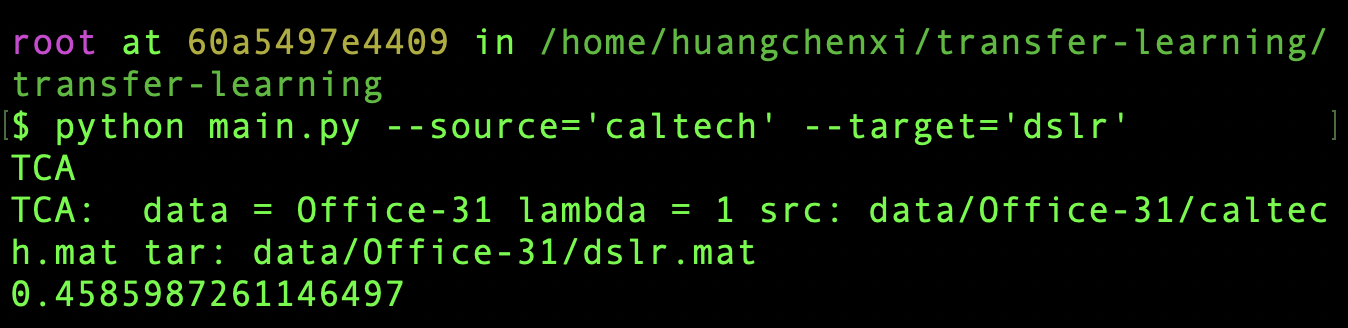 root at 60a5497e4409 in /home/huangchenxi/transfer-learning/
transfer-learning
[$ python main.py --source='caltech' --target='dslr' ]
TCA
TCA:  data = Office-31 lambda = 1 src: data/Office-31/caltec
h.mat tar: data/Office-31/dslr.mat
0.4585987261146497